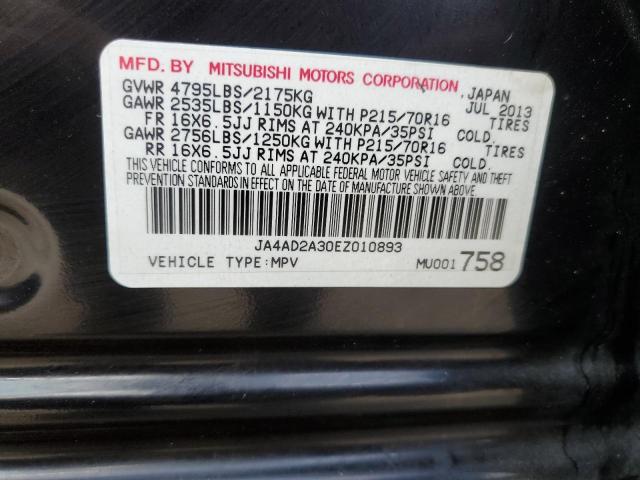 MFD. BY MITSUBISHI MOTORS CORPORATION, JAPAN
GVWR 4795LBS/2175KG JUL 2013
GAWR 2535LBS/1150KG WITH P215/70R16 TIRES
FR 16X6.5JJ RIMS AT 240KPA/35PSI COLD.
GAWR 2756LBS/1250KG WITH P215/70R16 TIRES
RR 16X6.5JJ RIMS AT 240KPA/35PSI COLD.
THIS VEHICLE CONFORMS TO ALL APPLICABLE FEDERAL MOTOR VEHICLE SAFETY AND THEFT
PREVENTION STANDARDS IN EFFECT ON THE DATE OF MANUFACTURE SHOWN ABOVE
JA4AD2A30EZ010893
VEHICLE TYPE:MPV MU001 758